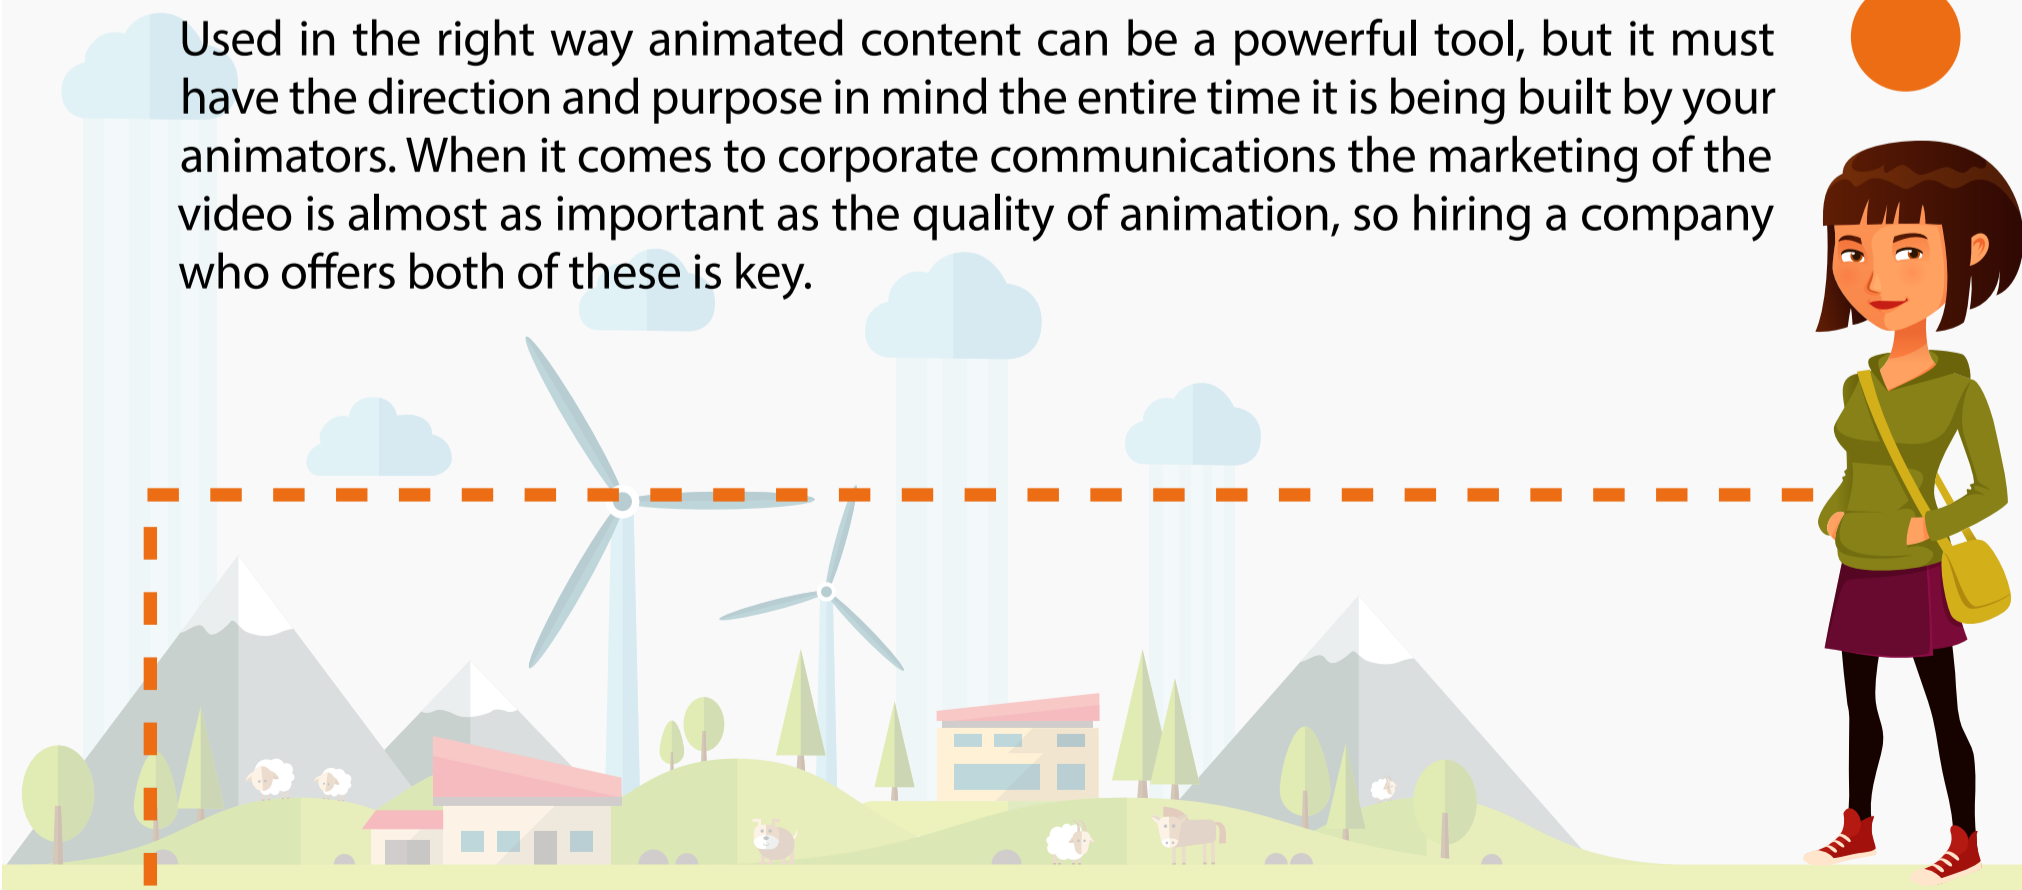 Used in the right way animated content can be a powerful tool, but it must
have the direction and purpose in mind the entire time it is being built by your
animators. When it comes to corporate communications the marketing of the
video is almost as important as the quality of animation, so hiring a company
who offers both of these is key.